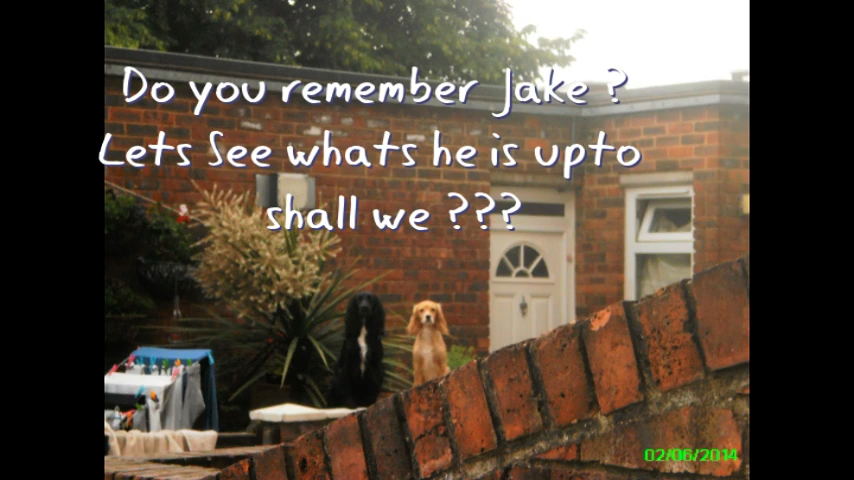 Do you remember Jake ?
Lets See whats he is upto
shall we ???
02/06/2014